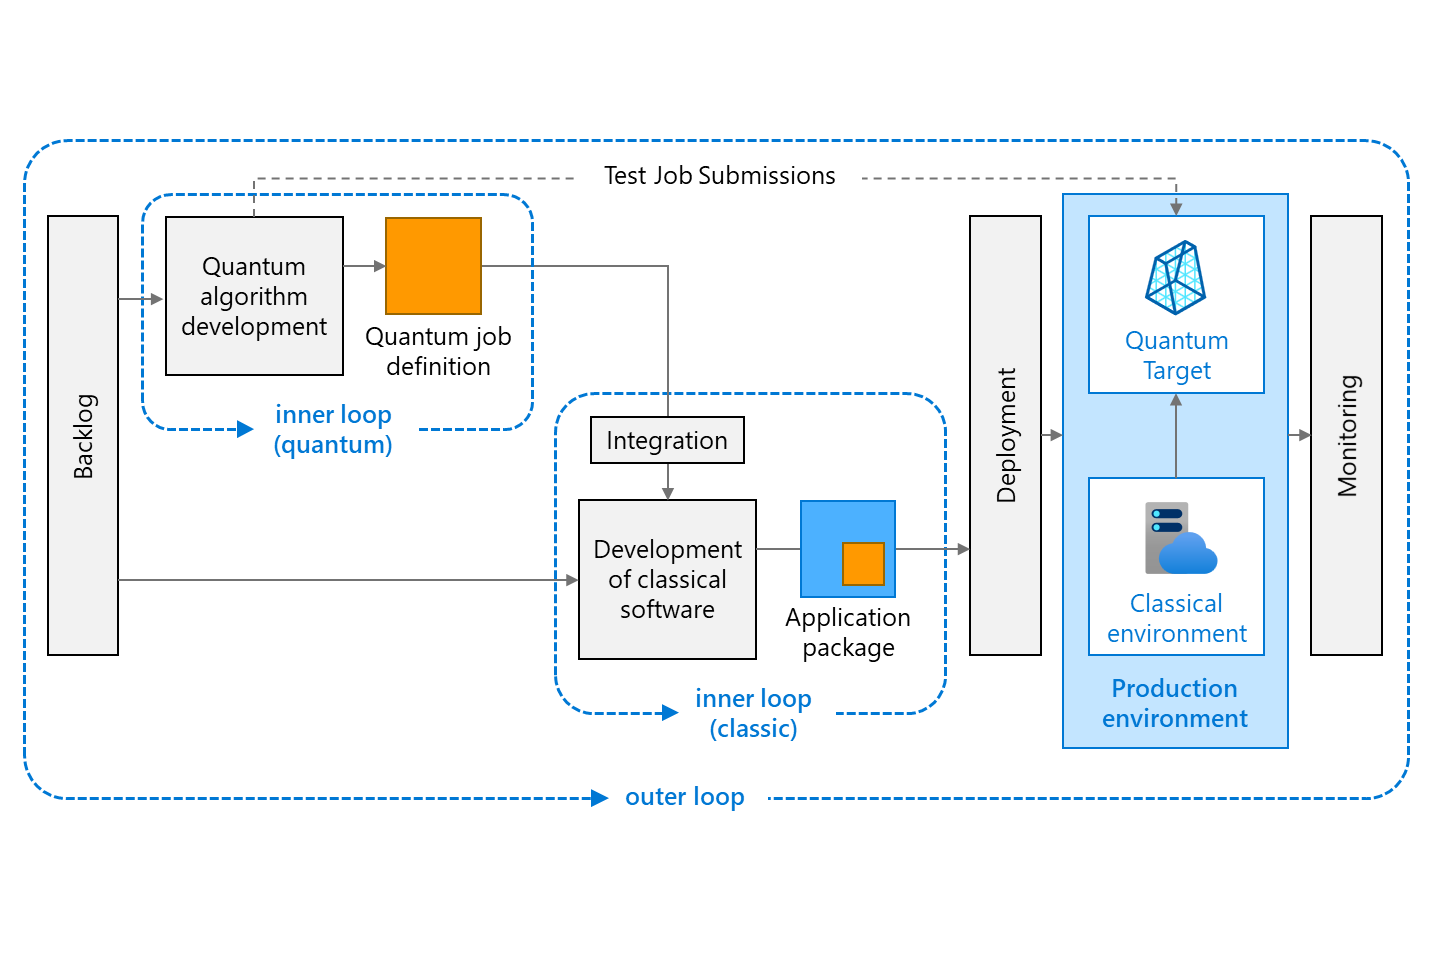 Test Job Submissions
Backlog
Quantum
algorithm
development
Quantum job
definition
inner loop
(quantum)
Integration
Development
of classical
software
Application
package
inner loop
(classic)
Deployment
Quantum
Target
Classical
environment
Production
environment
Monitoring
outer loop